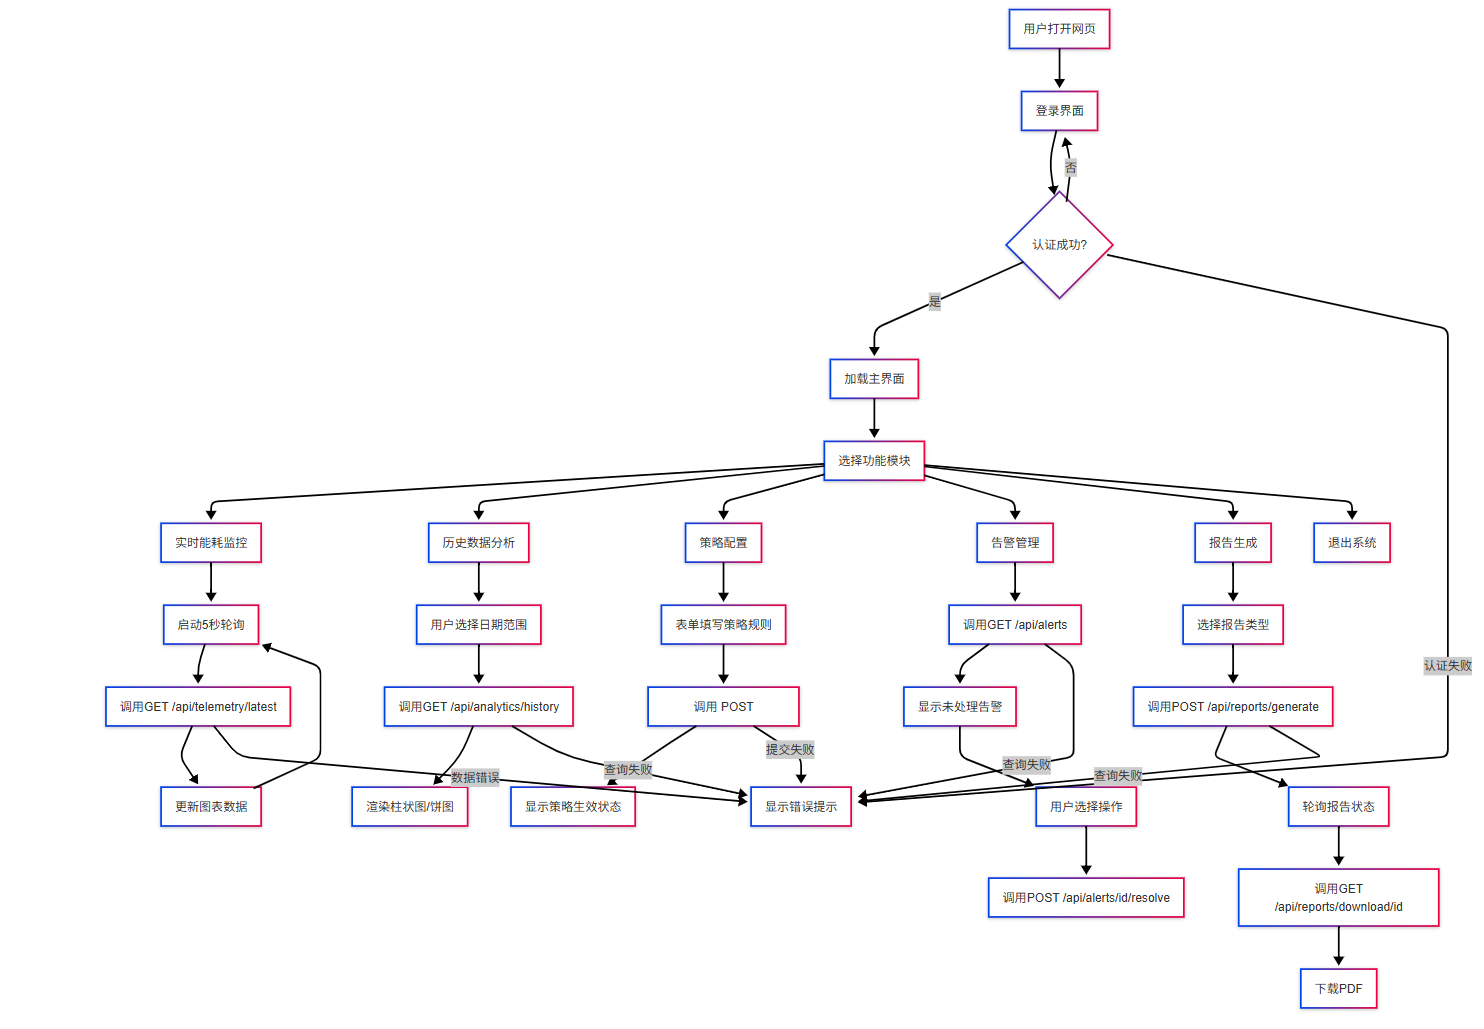 用户打开网页
登录界面
否
认证成功?
是
加载主界面
选择功能模块
实时能耗监控
历史数据分析
策略配置
告警管理
报告生成
退出系统
启动5秒轮询
用户选择日期范围
表单填写策略规则
调用GET /api/alerts
选择报告类型
认证失败
调用GET /api/telemetry/latest
调用GET /api/analytics/history
调用 POST
显示未处理告警
调用POST /api/reports/generate
提交失败
数据错误
查询失败
查询失败
查询失败
更新图表数据
渲染柱状图/饼图
显示策略生效状态
显示错误提示
用户选择操作
轮询报告状态
调用POST /api/alerts/id/resolve
调用GET
/api/reports/download/id
下载PDF